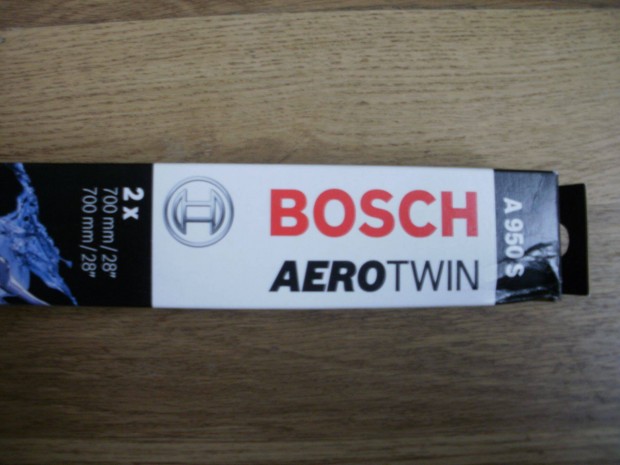 2 x
700 mm / 28"
700 mm / 28"
BOSCH
AEROTWIN
A 950 S